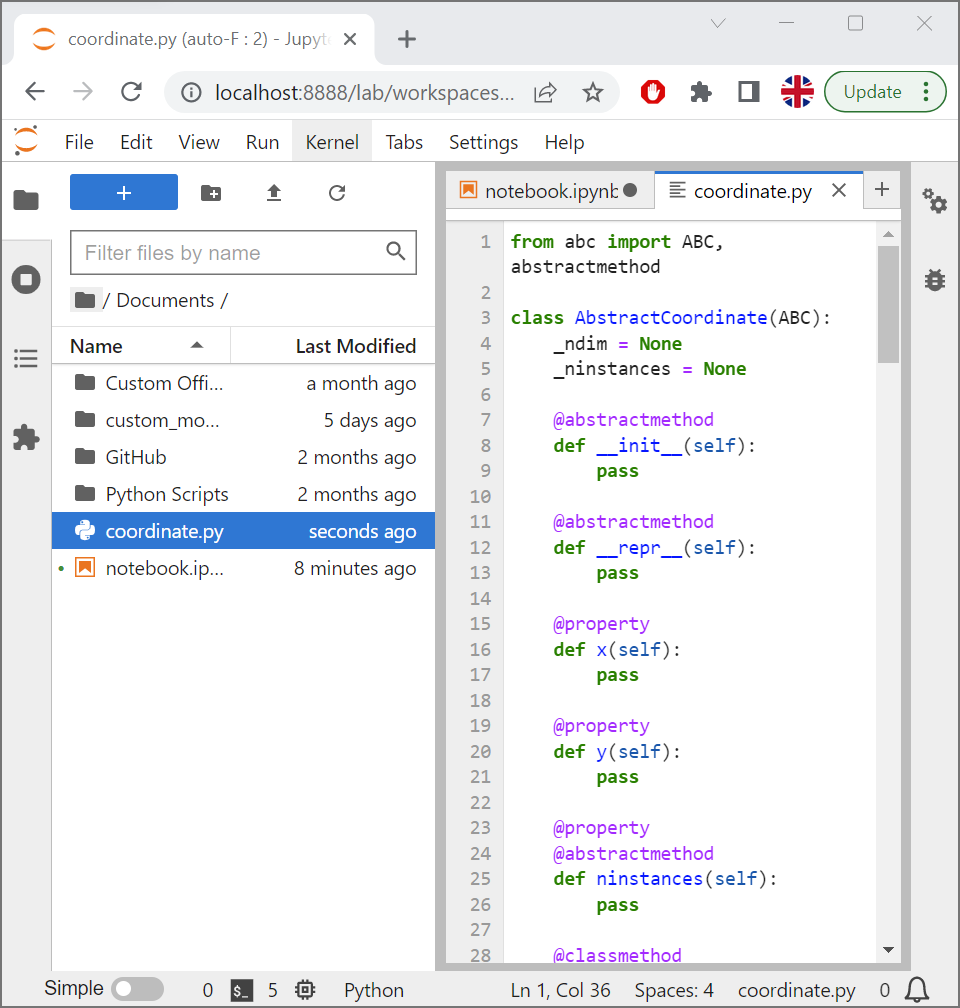 coordinate.py (auto-F : 2) - Jupyt
localhost:8888/lab/workspaces...
Update
File Edit View Run Kernel Tabs Settings Help
+
Filter files by name
/ Documents /
Name Last Modified
Custom Offi... a month ago
custom_mo... 5 days ago
GitHub 2 months ago
Python Scripts 2 months ago
coordinate.py seconds ago
notebook.ip... 8 minutes ago
notebook.ipynb coordinate.py
1 from abc import ABC,
abstractmethod
2
3 class AbstractCoordinate(ABC):
4 _ndim = None
5 _ninstances = None
6
7 @abstractmethod
8 def __init__(self):
9 pass
10
11 @abstractmethod
12 def __repr__(self):
13 pass
14
15 @property
16 def x(self):
17 pass
18
19 @property
20 def y(self):
21 pass
22
23 @property
24 @abstractmethod
25 def ninstances(self):
26 pass
27
28 @classmethod
Simple 0 $_ 5 Python Ln 1, Col 36 Spaces: 4 coordinate.py 0